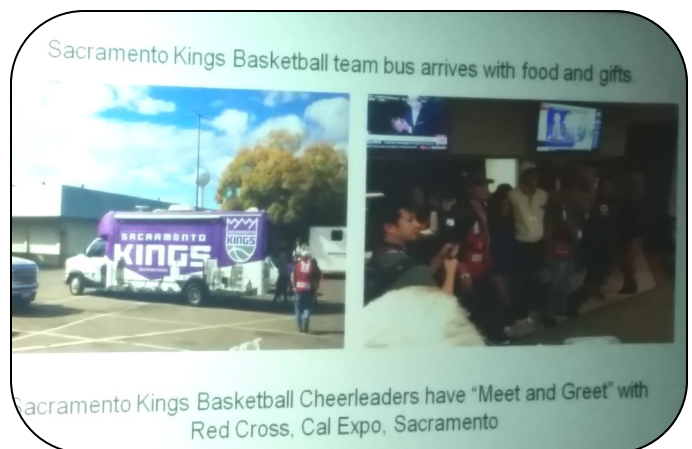 Sacramento Kings Basketball team bus arrives with food and gifts.
SACRAMENTO
KINGS
KINGS
Sacramento Kings Basketball Cheerleaders have “Meet and Greet” with
Red Cross, Cal Expo, Sacramento